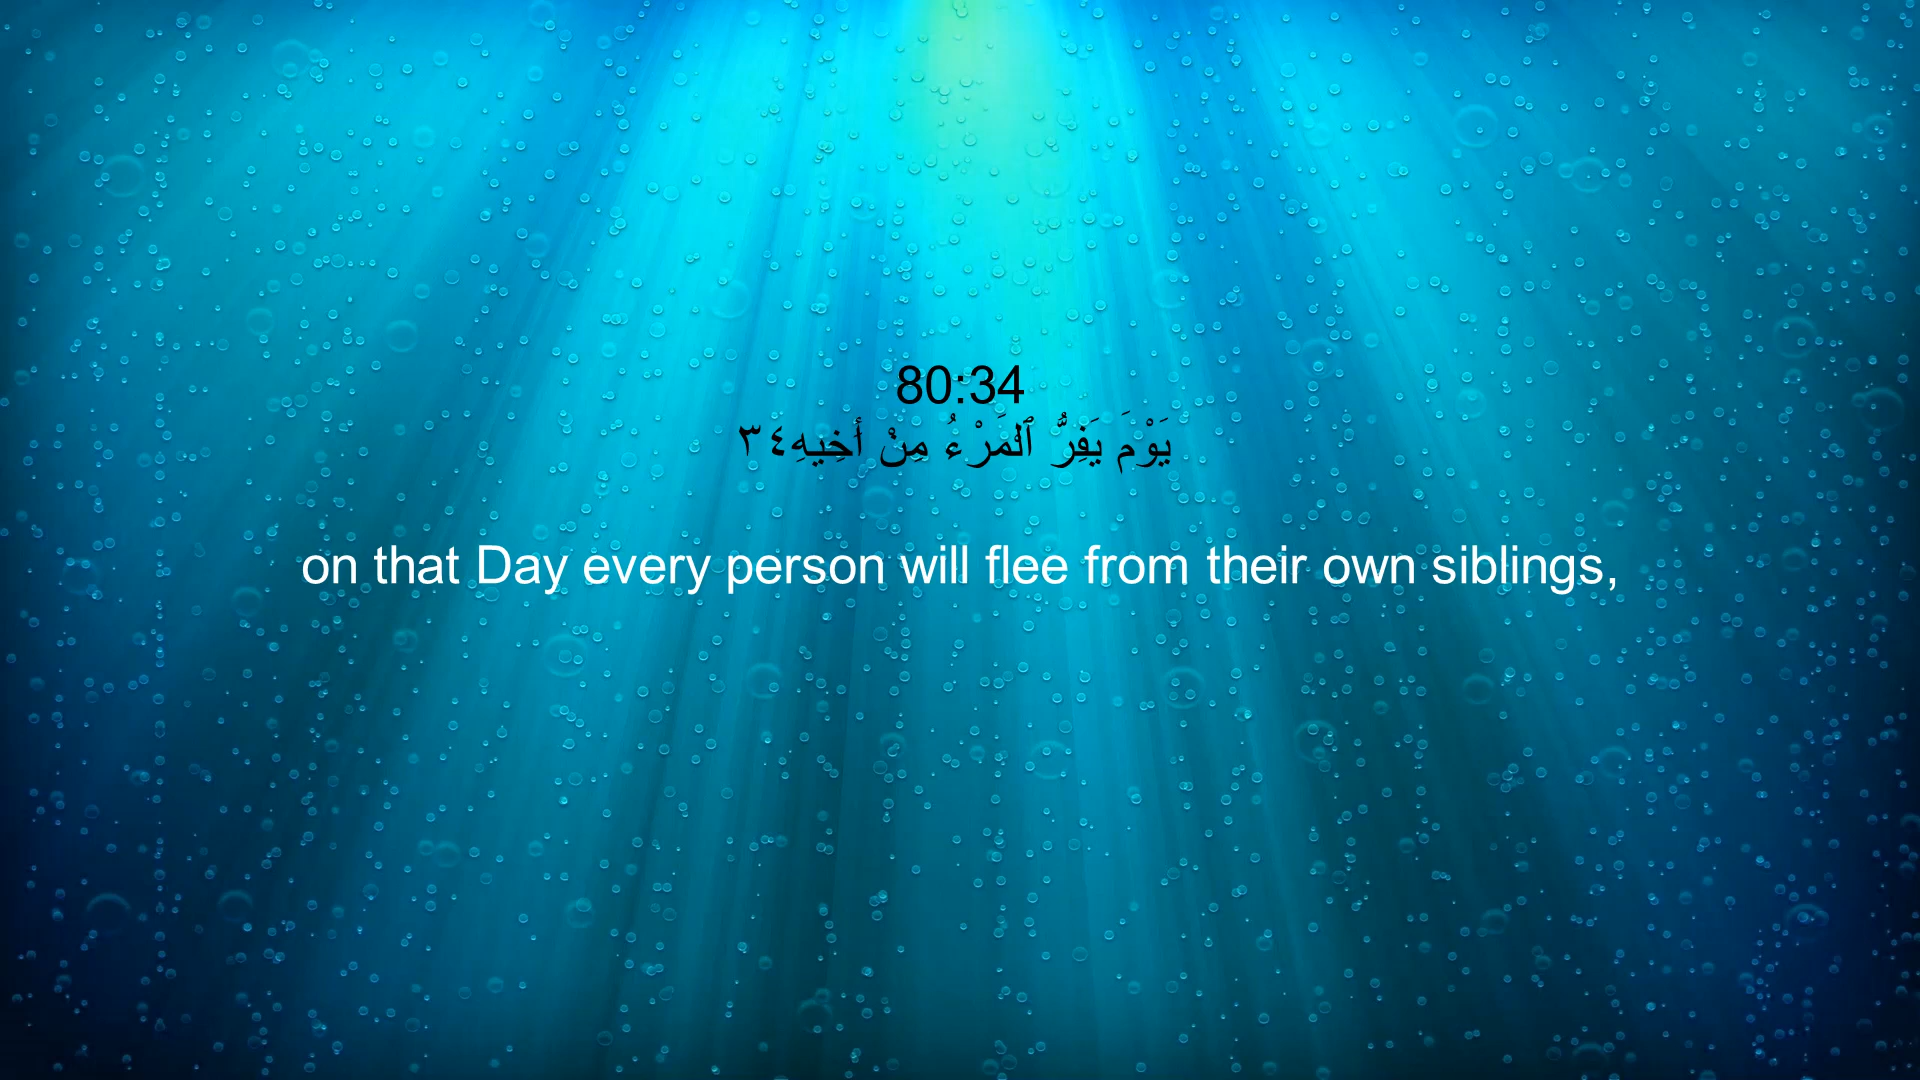 80:34
يَوْمَ يَفِرُّ ٱلْمَرْءُ مِنْ أَخِيهِ٣٤
on that Day every person will flee from their own siblings,